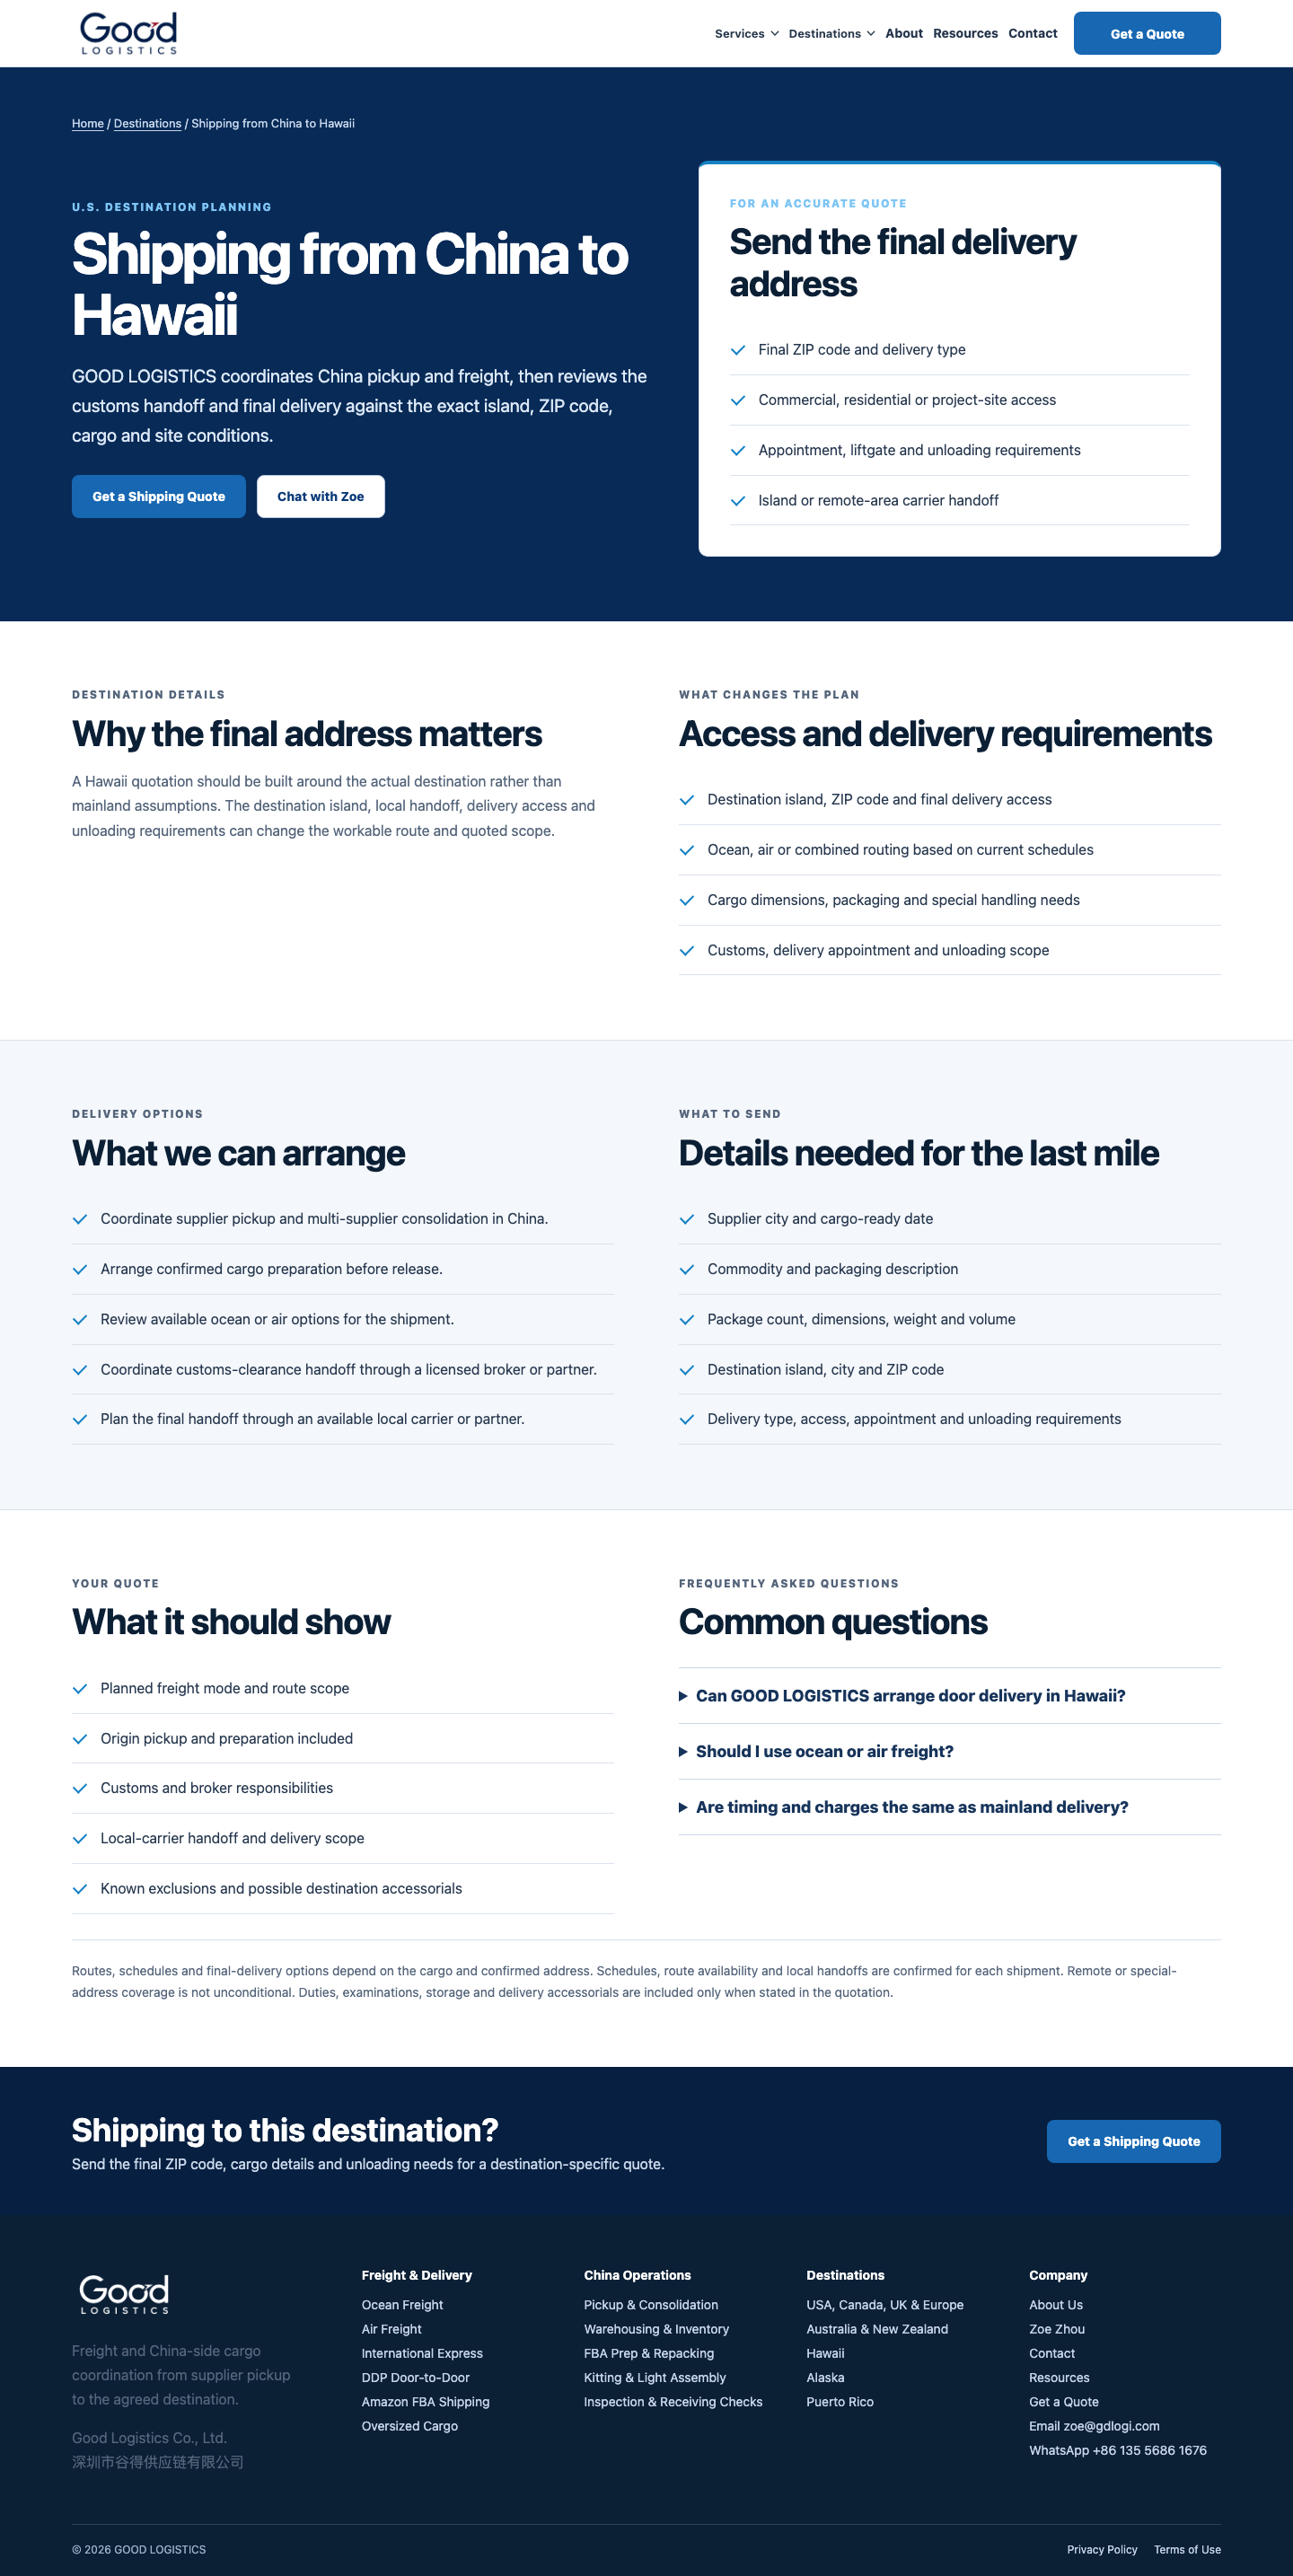 Good
LOGISTICS
Services
Destinations
About
Resources
Contact
Get a Quote
Home / Destinations / Shipping from China to Hawaii
U.S. DESTINATION PLANNING
Shipping from China to
Hawaii
GOOD LOGISTICS coordinates China pickup and freight, then reviews the
customs handoff and final delivery against the exact island, ZIP code,
cargo and site conditions.
Get a Shipping Quote
Chat with Zoe
FOR AN ACCURATE QUOTE
Send the final delivery
address
Final ZIP code and delivery type
Commercial, residential or project-site access
Appointment, liftgate and unloading requirements
Island or remote-area carrier handoff
DESTINATION DETAILS
Why the final address matters
A Hawaii quotation should be built around the actual destination rather than
mainland assumptions. The destination island, local handoff, delivery access and
unloading requirements can change the workable route and quoted scope.
WHAT CHANGES THE PLAN
Access and delivery requirements
Destination island, ZIP code and final delivery access
Ocean, air or combined routing based on current schedules
Cargo dimensions, packaging and special handling needs
Customs, delivery appointment and unloading scope
DELIVERY OPTIONS
What we can arrange
Coordinate supplier pickup and multi-supplier consolidation in China.
Arrange confirmed cargo preparation before release.
Review available ocean or air options for the shipment.
Coordinate customs-clearance handoff through a licensed broker or partner.
Plan the final handoff through an available local carrier or partner.
WHAT TO SEND
Details needed for the last mile
Supplier city and cargo-ready date
Commodity and packaging description
Package count, dimensions, weight and volume
Destination island, city and ZIP code
Delivery type, access, appointment and unloading requirements
YOUR QUOTE
What it should show
Planned freight mode and route scope
Origin pickup and preparation included
Customs and broker responsibilities
Local-carrier handoff and delivery scope
Known exclusions and possible destination accessorials
FREQUENTLY ASKED QUESTIONS
Common questions
Can GOOD LOGISTICS arrange door delivery in Hawaii?
Should I use ocean or air freight?
Are timing and charges the same as mainland delivery?
Routes, schedules and final-delivery options depend on the cargo and confirmed address. Schedules, route availability and local handoffs are confirmed for each shipment. Remote or special-
address coverage is not unconditional. Duties, examinations, storage and delivery accessorials are included only when stated in the quotation.
Shipping to this destination?
Send the final ZIP code, cargo details and unloading needs for a destination-specific quote.
Get a Shipping Quote
Good
LOGISTICS
Freight and China-side cargo
coordination from supplier pickup
to the agreed destination.
Good Logistics Co., Ltd.
深圳市谷得供应链有限公司
Freight & Delivery
Ocean Freight
Air Freight
International Express
DDP Door-to-Door
Amazon FBA Shipping
Oversized Cargo
China Operations
Pickup & Consolidation
Warehousing & Inventory
FBA Prep & Repacking
Kitting & Light Assembly
Inspection & Receiving Checks
Destinations
USA, Canada, UK & Europe
Australia & New Zealand
Hawaii
Alaska
Puerto Rico
Company
About Us
Zoe Zhou
Contact
Resources
Get a Quote
Email zoe@gdlogi.com
WhatsApp +86 135 5686 1676
© 2026 GOOD LOGISTICS
Privacy Policy
Terms of Use